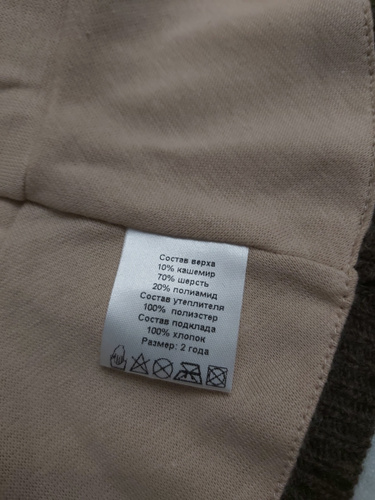 Состав верха
10% кашемир
70% шерсть
20% полиамид
Состав утеплителя
100% полиэстер
Состав подклада
100% хлопок
Размер: 2 года